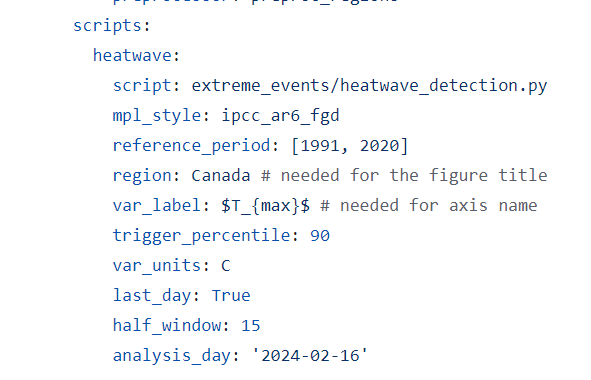 scripts:
heatwave:
script: extreme_events/heatwave_detection.py
mpl_style: ipcc_ar6_fgd
reference_period: [1991, 2020]
region: Canada # needed for the figure title
var_label: $T_{max}$ # needed for axis name
trigger_percentile: 90
var_units: C
last_day: True
half_window: 15
analysis_day: '2024-02-16'